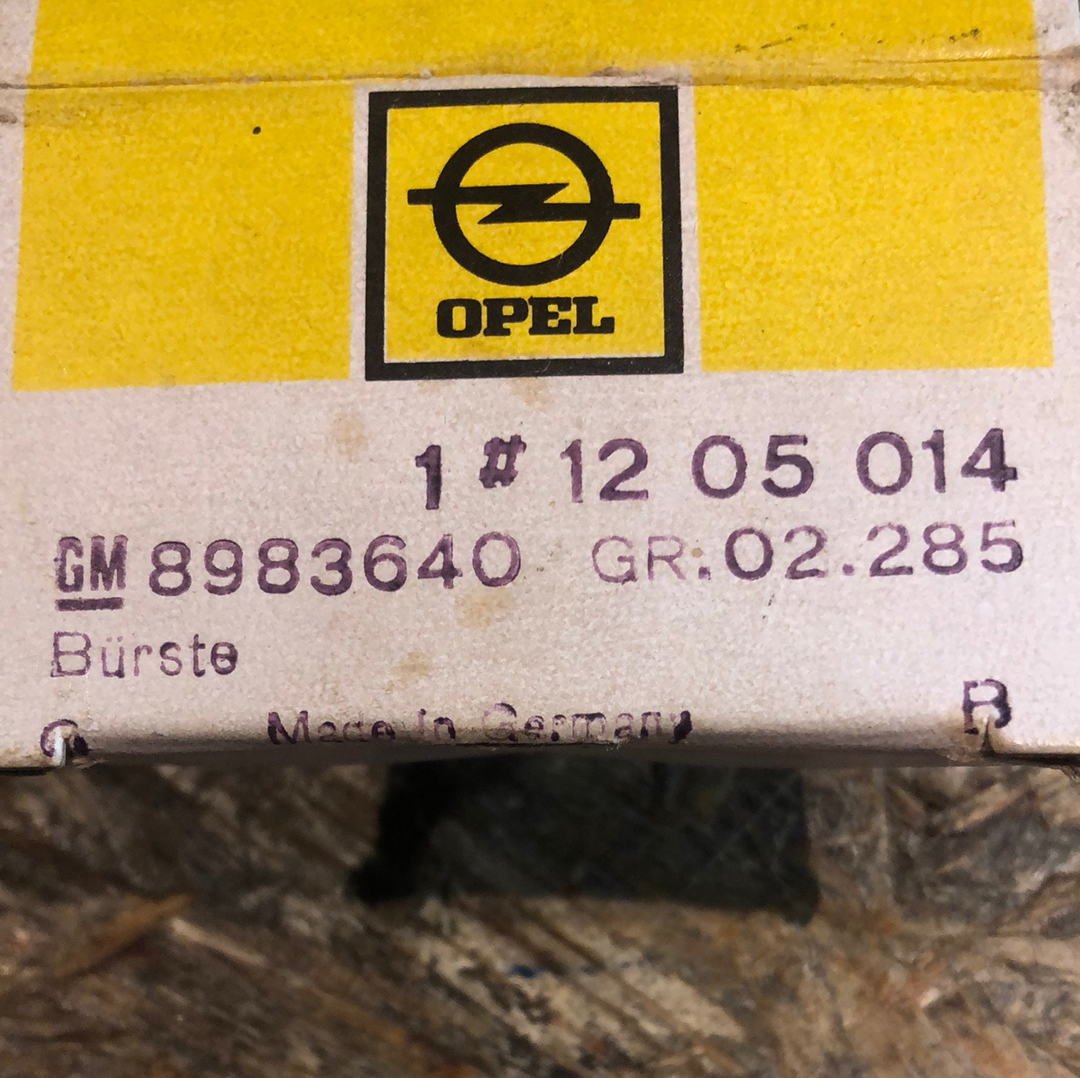 OPEL
1 # 12 05 014
GM 8983640 GR. 02.285
Bürste
G Made in Germany B